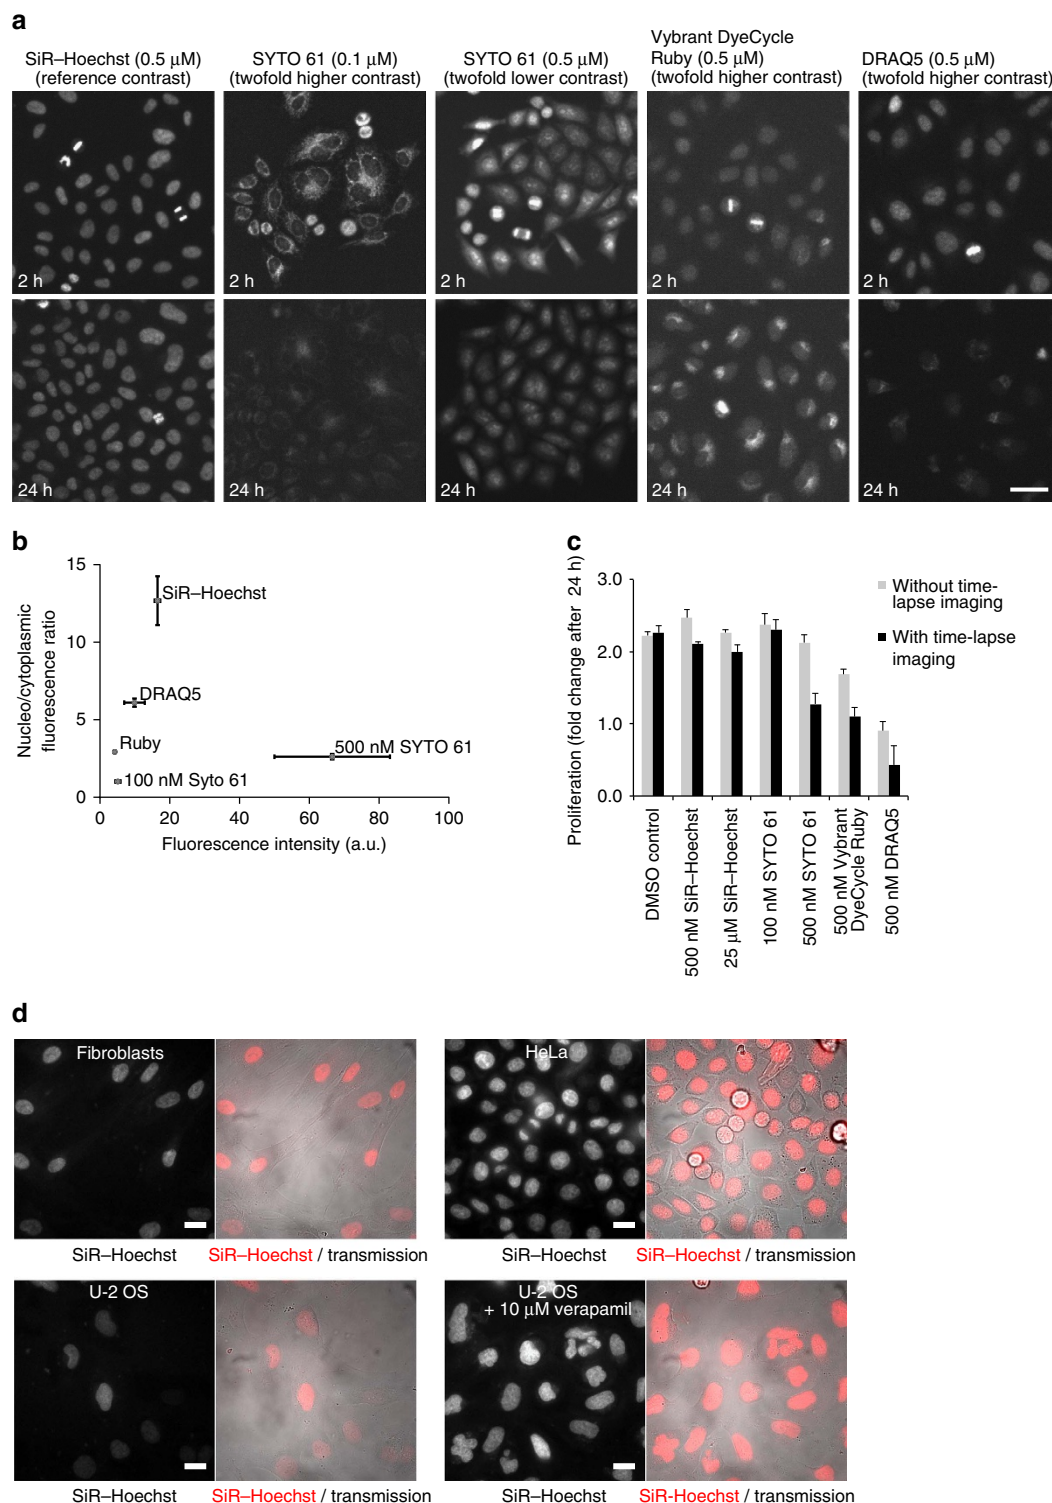 a
SiR–Hoechst (0.5 μM)
(reference contrast)
SYTO 61 (0.1 μM)
(twofold higher contrast)
SYTO 61 (0.5 μM)
(twofold lower contrast)
Vybrant DyeCycle
Ruby (0.5 μM)
(twofold higher contrast)
DRAQ5 (0.5 μM)
(twofold higher contrast)
2 h
2 h
2 h
2 h
2 h
24 h
24 h
24 h
24 h
24 h
b
Nucleo/cytoplasmic
fluorescence ratio
15
10
5
0
SiR–Hoechst
DRAQ5
Ruby
500 nM SYTO 61
100 nM Syto 61
0
20
40
60
80
100
Fluorescence intensity (a.u.)
c
Proliferation (fold change after 24 h)
3.0
2.0
1.0
0.0
Without time-
lapse imaging
With time-lapse
imaging
DMSO control
500 nM SiR–Hoechst
25 μM SiR–Hoechst
100 nM SYTO 61
500 nM SYTO 61
500 nM Vybrant
DyeCycle Ruby
500 nM DRAQ5
d
Fibroblasts
HeLa
SiR–Hoechst
SiR–Hoechst / transmission
SiR–Hoechst
SiR–Hoechst / transmission
U-2 OS
U-2 OS
+ 10 μM verapamil
SiR–Hoechst
SiR–Hoechst / transmission
SiR–Hoechst
SiR-Hoechst / transmission